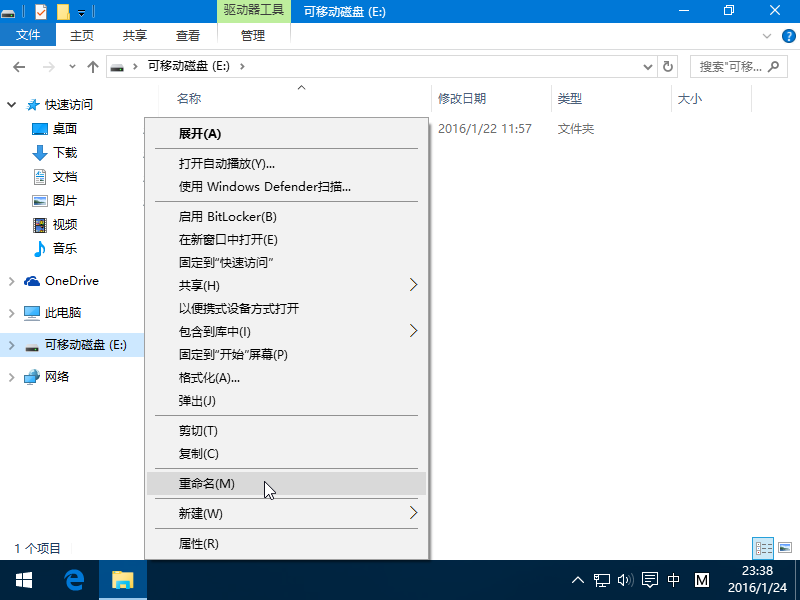 驱动器工具
可移动磁盘 (E:)
文件
主页
共享
查看
管理
可移动磁盘 (E:)
搜索"可移...
名称
修改日期
类型
大小
快速访问
桌面
下载
文档
图片
视频
音乐
OneDrive
此电脑
可移动磁盘 (E:)
网络
2016/1/22 11:57
文件夹
展开(A)
打开自动播放(Y)...
使用 Windows Defender扫描...
启用 BitLocker(B)
在新窗口中打开(E)
固定到"快速访问"
共享(H)
以便携式设备方式打开
包含到库中(I)
固定到"开始"屏幕(P)
格式化(A)...
弹出(J)
剪切(T)
复制(C)
重命名(M)
新建(W)
属性(R)
1 个项目
中
M
23:38
2016/1/24